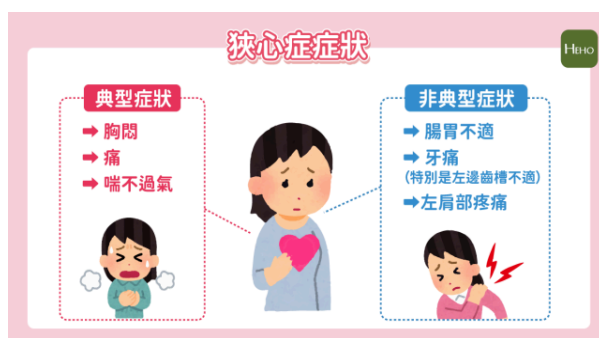 狹心症症狀
HEHO
典型症狀
➡ 胸悶
➡ 痛
➡ 喘不過氣
非典型症狀
➡ 腸胃不適
➡ 牙痛
(特別是左邊齒槽不適)
➡左肩部疼痛